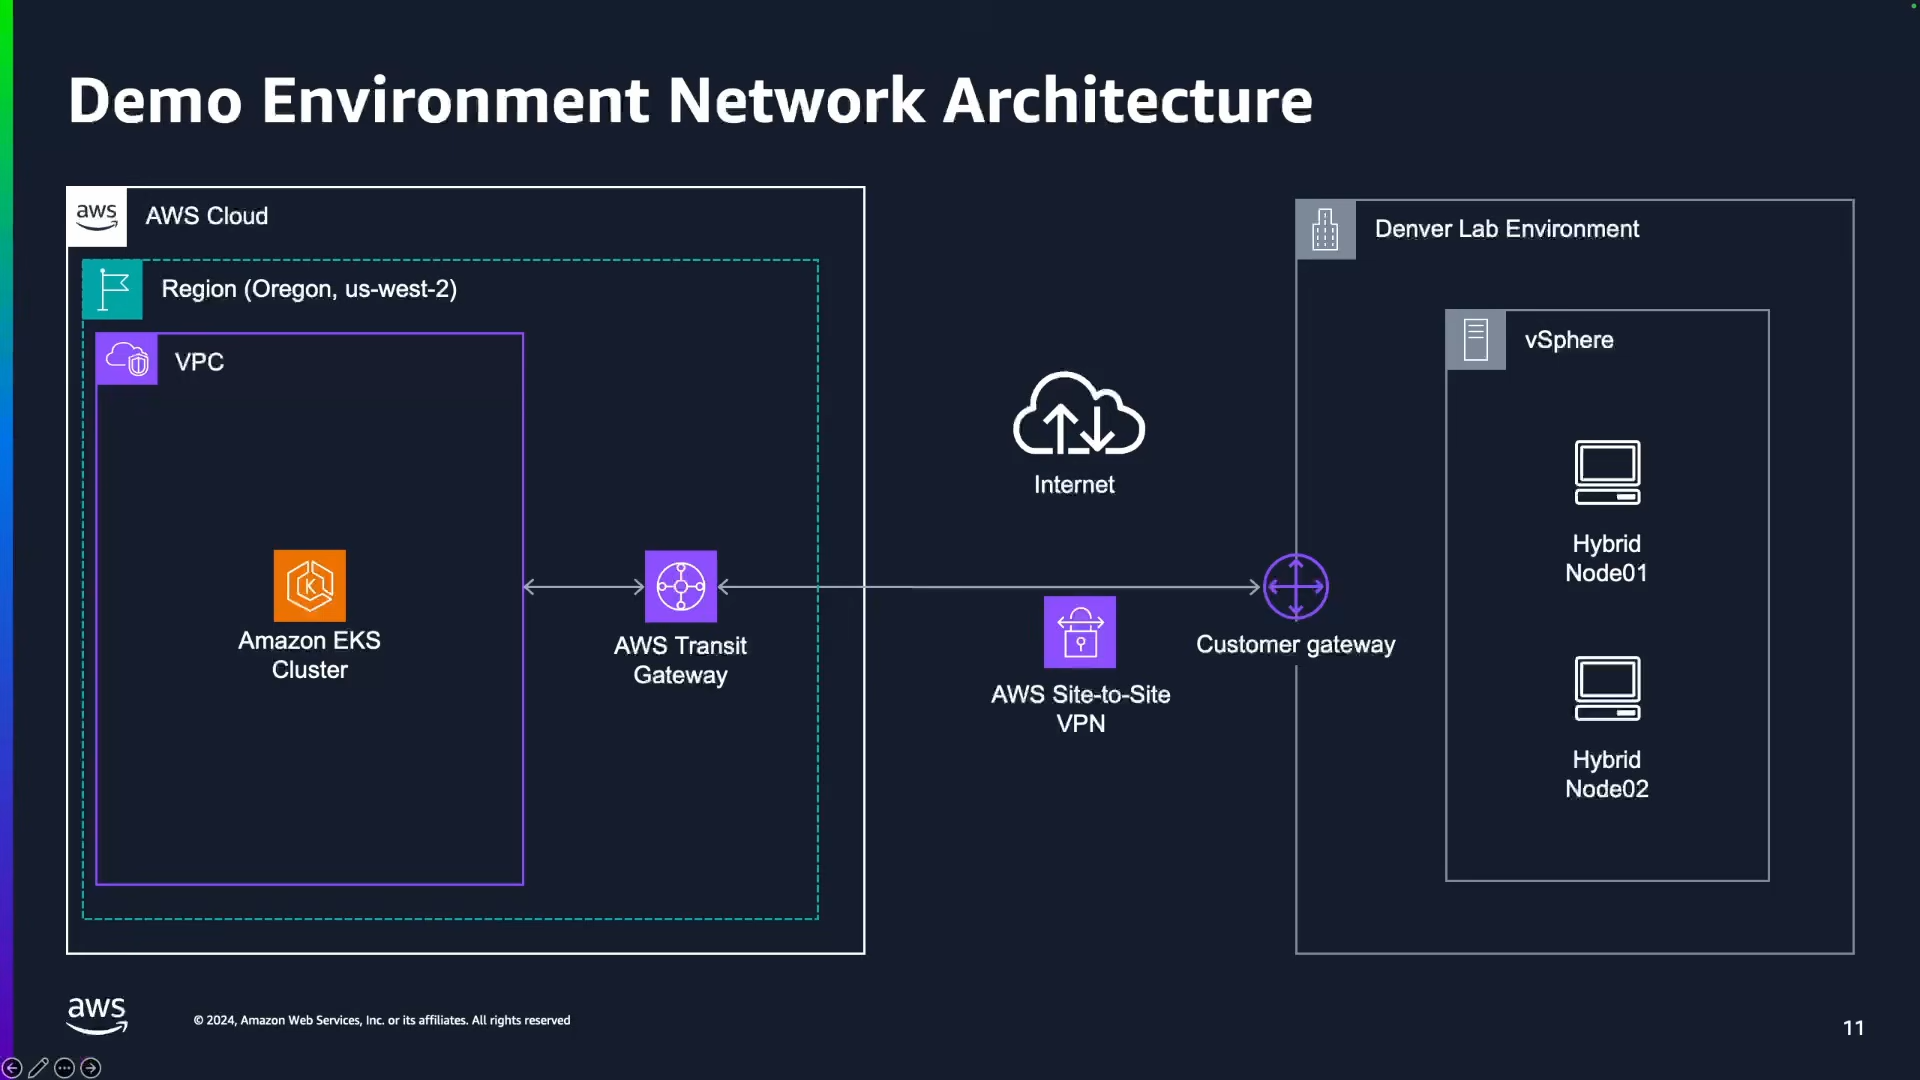 Demo Environment Network Architecture
aws
AWS Cloud
Region (Oregon, us-west-2)
VPC
K
Amazon EKS
Cluster
AWS Transit
Gateway
Internet
AWS Site-to-Site
VPN
Customer gateway
Denver Lab Environment
vSphere
Hybrid
Node01
Hybrid
Node02
aws
© 2024, Amazon Web Services, Inc. or its affiliates. All rights reserved
11